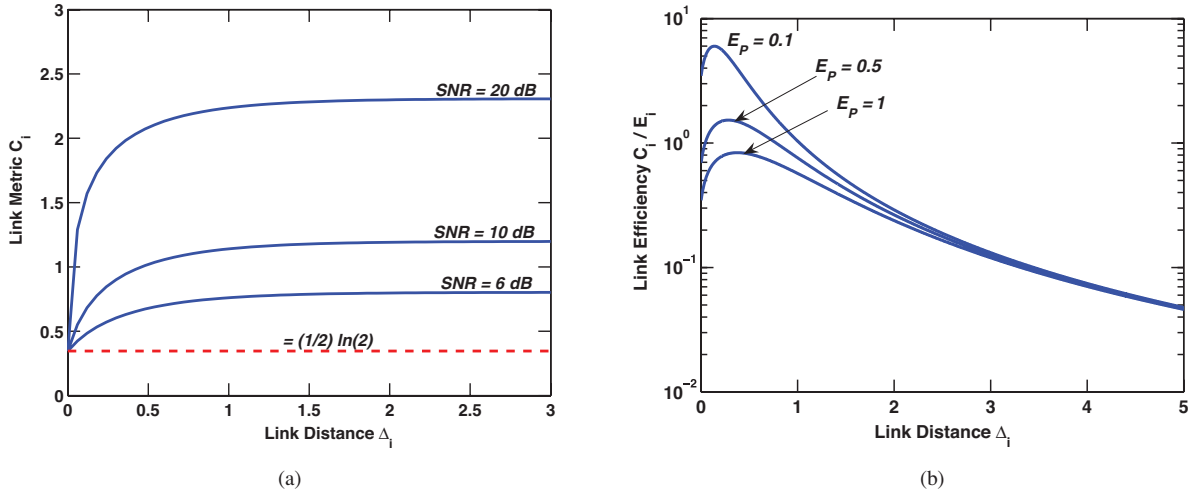 3
2.5
2
1.5
1
0.5
0
Link Metric C_i
SNR = 20 dB
SNR = 10 dB
SNR = 6 dB
= (1/2) ln(2)
0 0.5 1 1.5 2 2.5 3
Link Distance Δ_i
(a)
10^1
10^0
10^-1
10^-2
Link Efficiency C_i / E_i
E_P = 0.1
E_P = 0.5
E_P = 1
0 1 2 3 4 5
Link Distance Δ_i
(b)